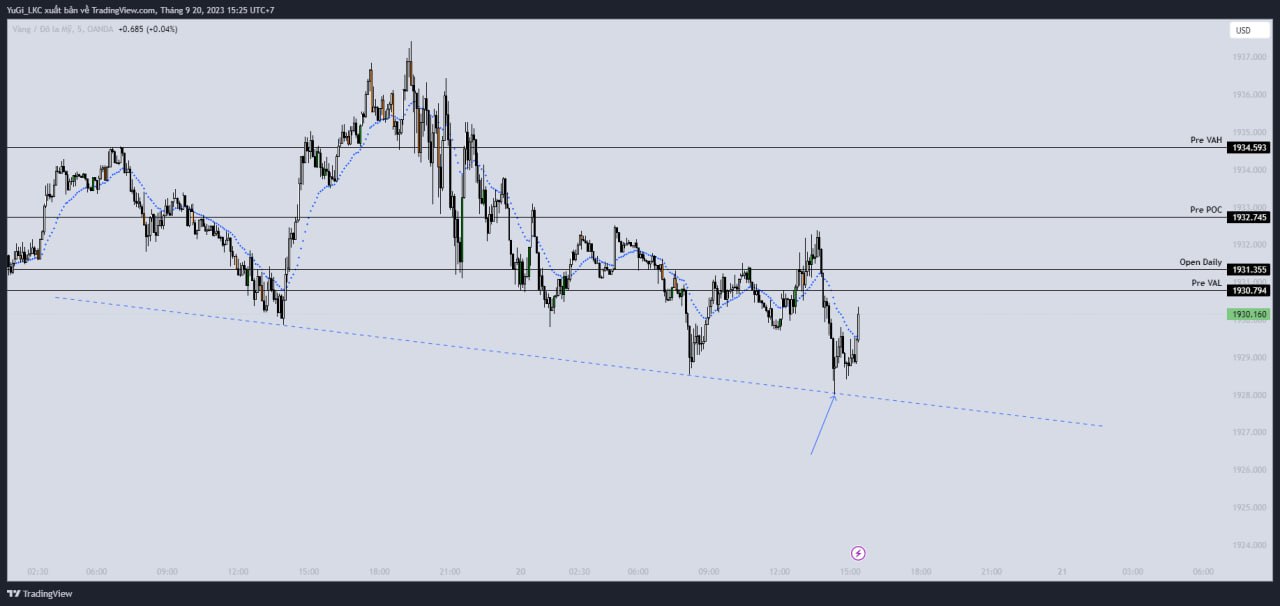 YuGi_LKC xuất bản về TradingView.com, Tháng 9 20, 2023 15:25 UTC+7
Vàng / Đô la Mỹ, 5, OANDA +0.685 (+0.04%)
USD
1937.000
1936.000
1935.000
Pre VAH 1934.593
1934.000
1933.000
Pre POC 1932.745
1932.000
Open Daily 1931.355
Pre VAL 1930.794
1930.160
1929.000
1928.000
1927.000
1926.000
1925.000
1924.000
02:30 06:00 09:00 12:00 15:00 18:00 21:00 20 02:30 06:00 09:00 12:00 15:00 18:00 21:00 21 03:00 06:00
TradingView